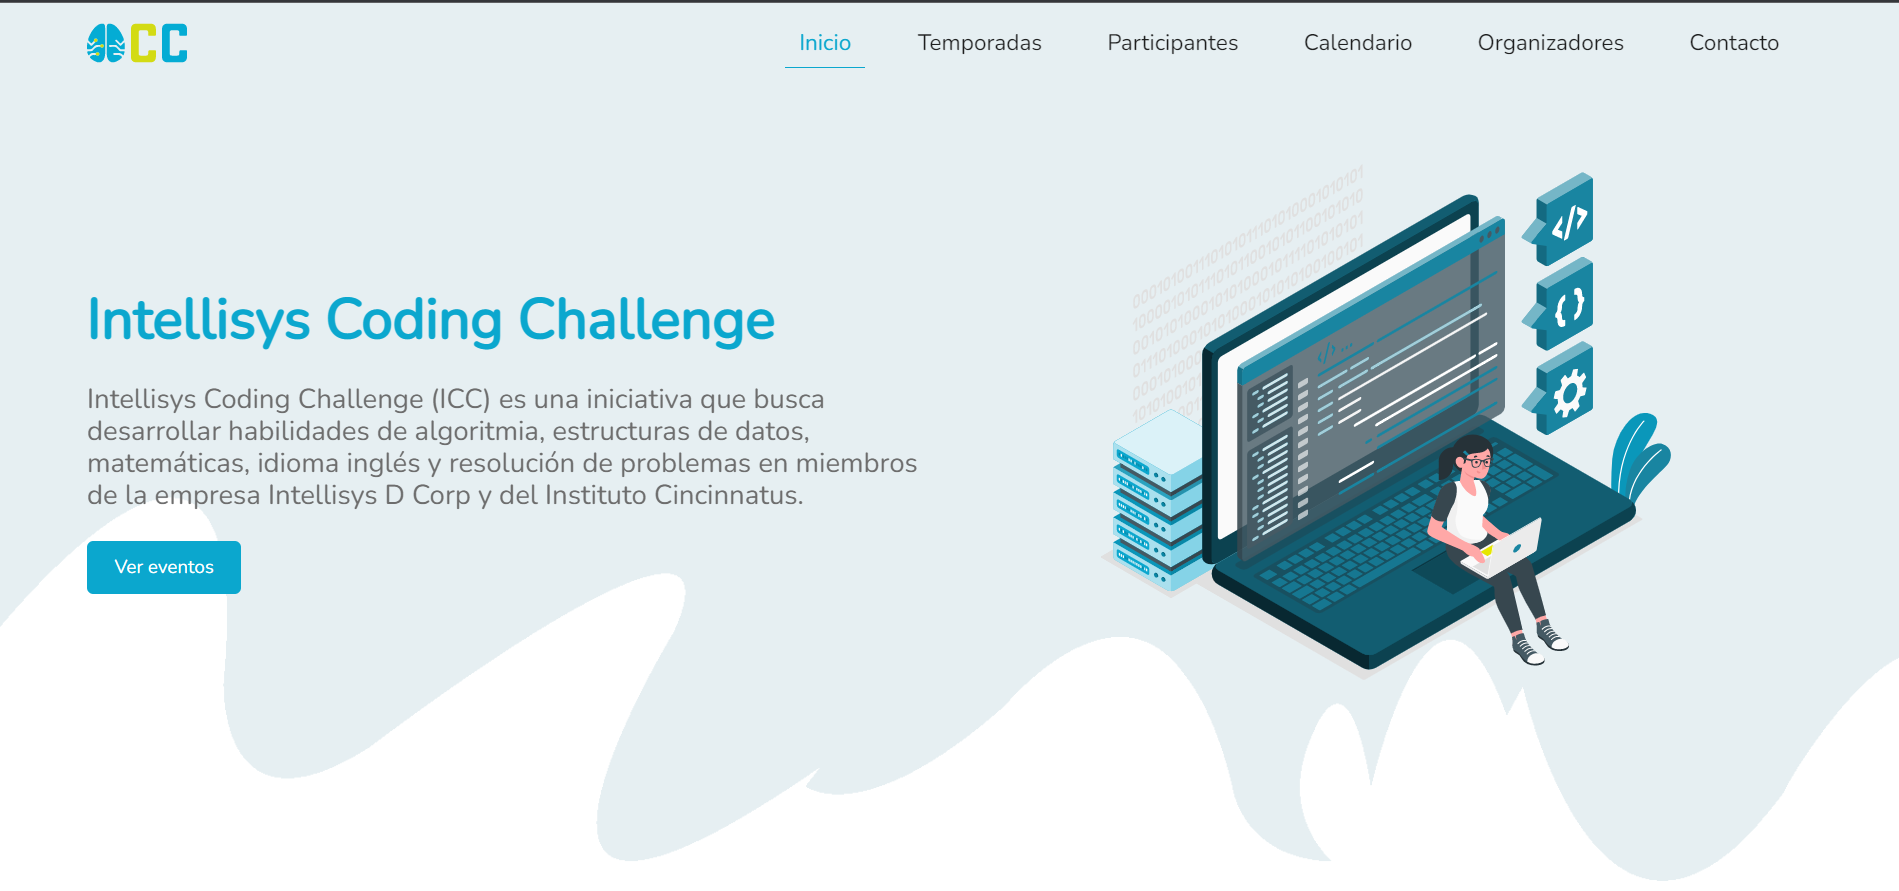 CC
Inicio Temporadas Participantes Calendario Organizadores Contacto
Intellisys Coding Challenge
Intellisys Coding Challenge (ICC) es una iniciativa que busca
desarrollar habilidades de algoritmia, estructuras de datos,
matemáticas, idioma inglés y resolución de problemas en miembros
de la empresa Intellisys D Corp y del Instituto Cincinnatus.
Ver eventos